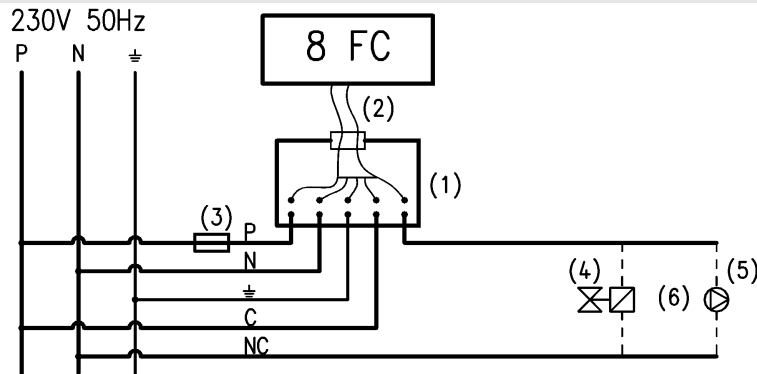 230V 50Hz
P N
8 FC
(2)
(1)
(3)
P
N
(4) (6) (5)
C
NC